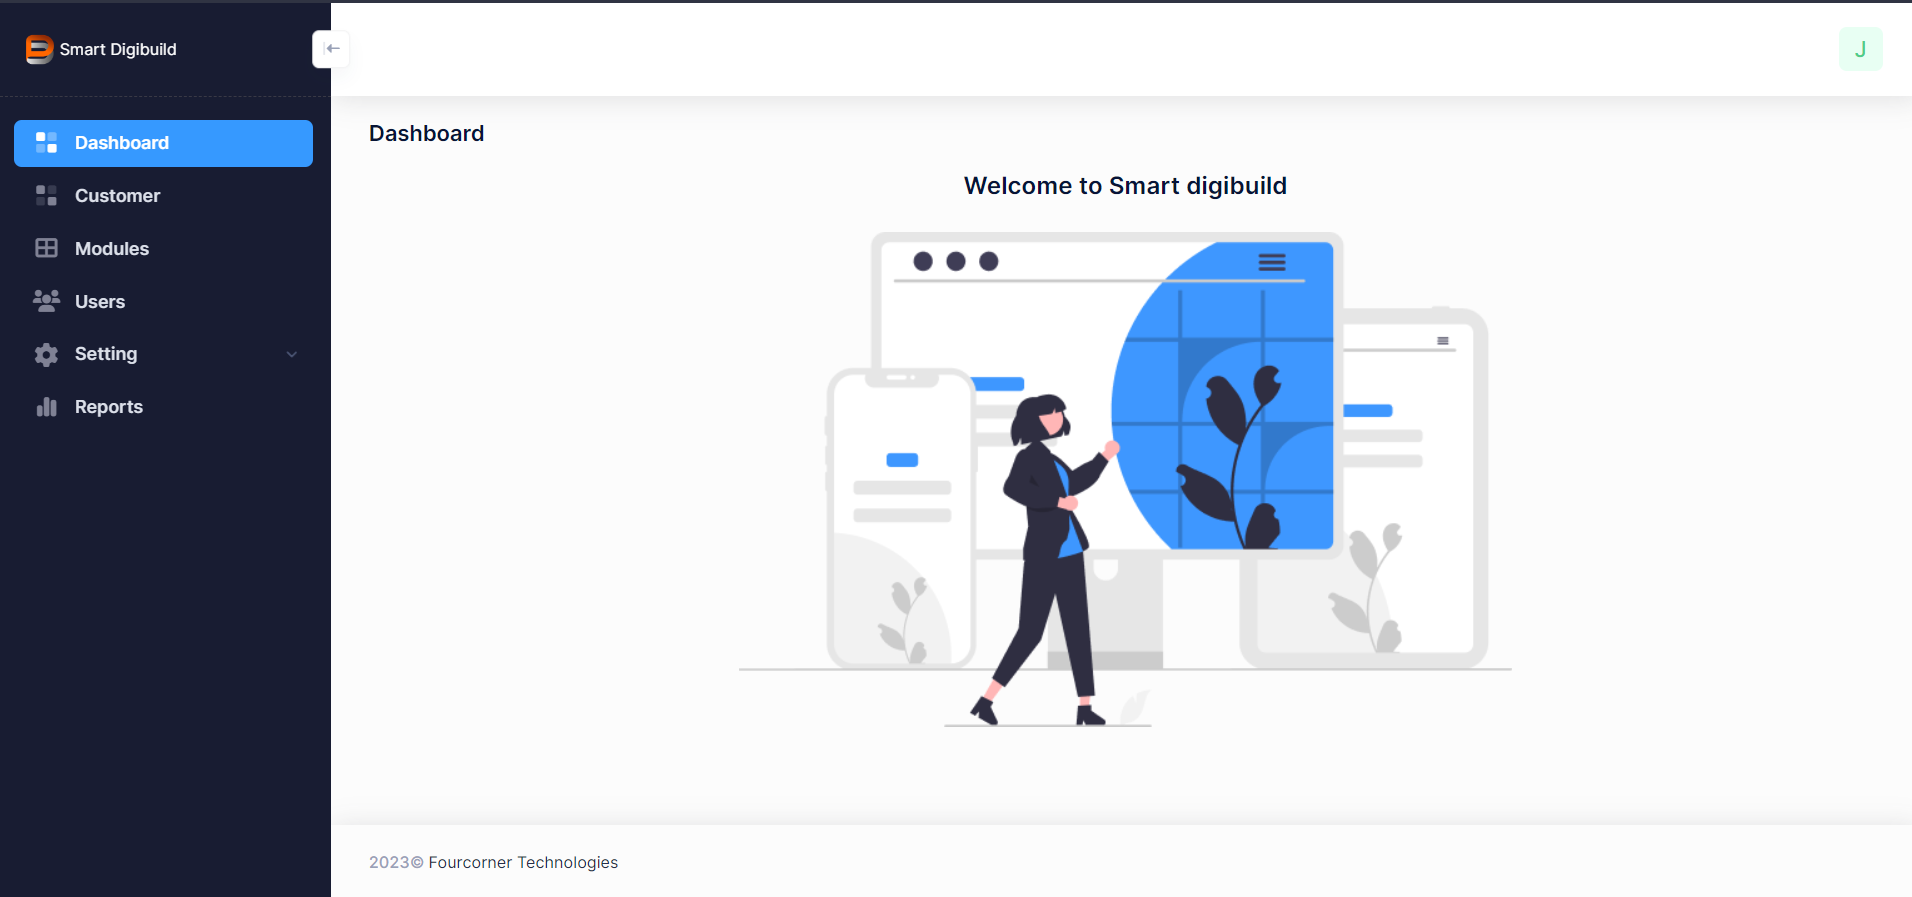 Smart Digibuild
J
Dashboard
Customer
Modules
Users
Setting
Reports
Dashboard
Welcome to Smart digibuild
2023© Fourcorner Technologies